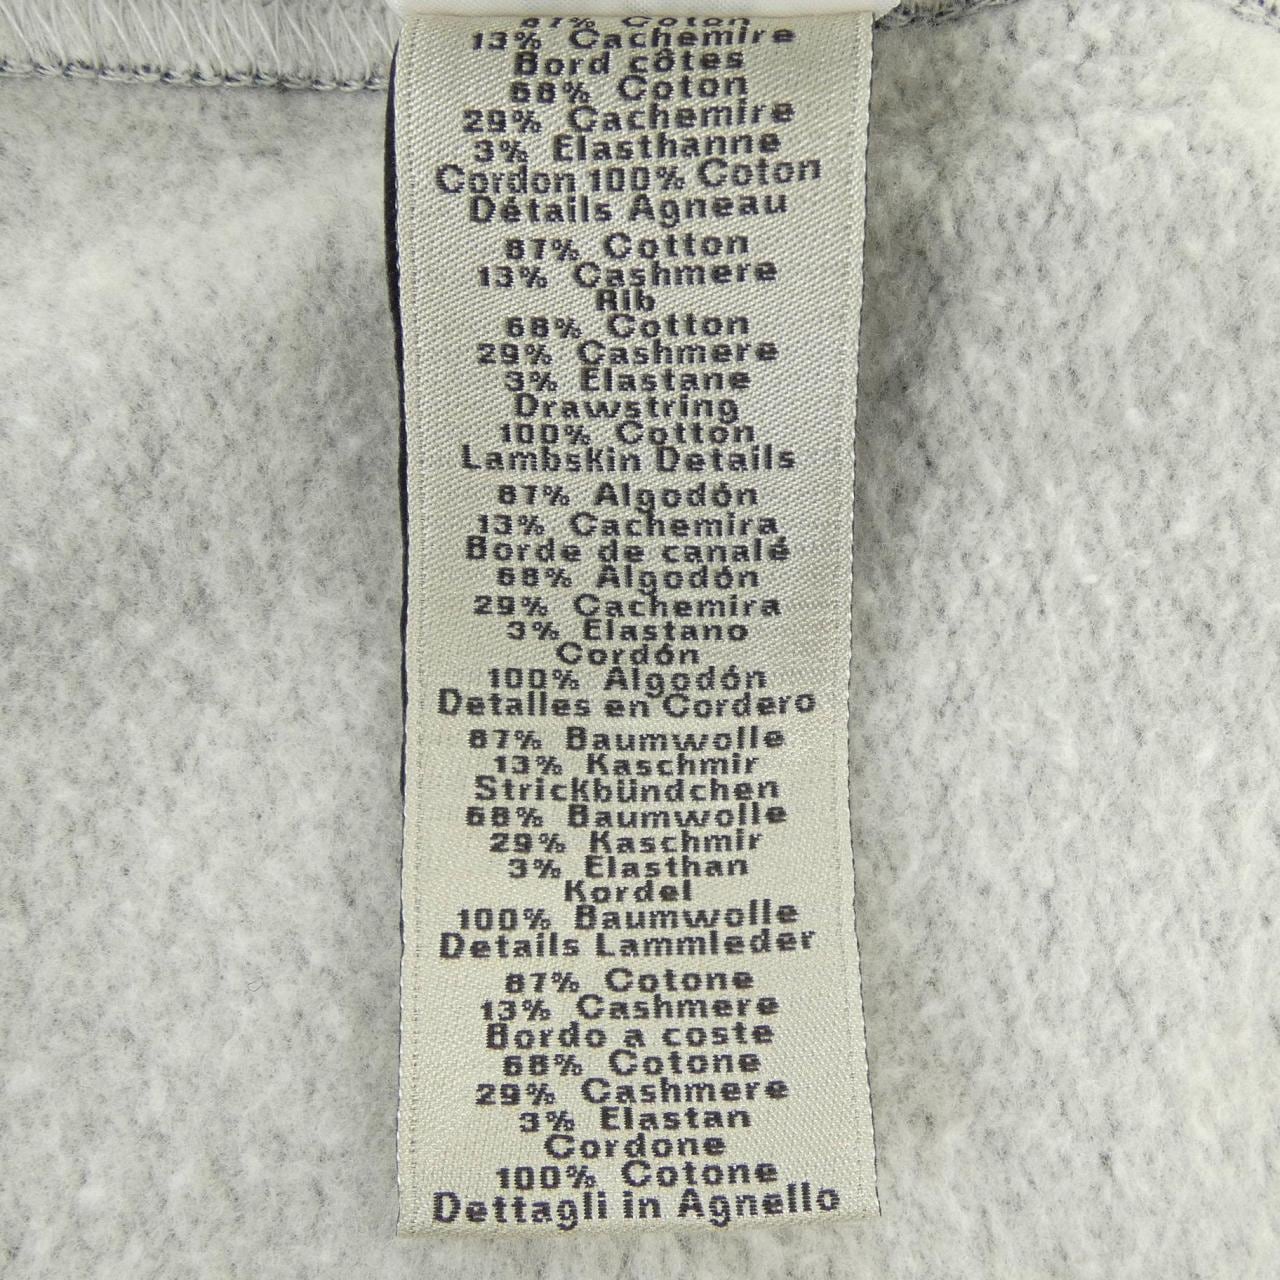 87% Coton
13% Cachemire
Bord côtes
68% Coton
29% Cachemire
3% Elasthanne
Cordon 100% Coton
Détails Agneau
87% Cotton
13% Cashmere
Rib
68% Cotton
29% Cashmere
3% Elastane
Drawstring
100% Cotton
Lambskin Details
87% Algodón
13% Cachemira
Borde de canalé
68% Algodón
29% Cachemira
3% Elastano
Cordón
100% Algodón
Detalles en Cordero
87% Baumwolle
13% Kaschmir
Strickbündchen
68% Baumwolle
29% Kaschmir
3% Elasthan
Kordel
100% Baumwolle
Details Lammleder
87% Cotone
13% Cashmere
Bordo a coste
68% Cotone
29% Cashmere
3% Elastan
Cordone
100% Cotone
Dettagli in Agnello